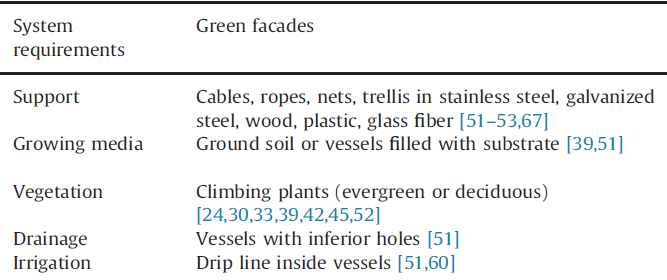 System requirements Green facades
Support Cables, ropes, nets, trellis in stainless steel, galvanized
steel, wood, plastic, glass fiber [51–53,67]
Growing media Ground soil or vessels filled with substrate [39,51]
Vegetation Climbing plants (evergreen or deciduous)
[24,30,33,39,42,45,52]
Drainage Vessels with inferior holes [51]
Irrigation Drip line inside vessels [51,60]